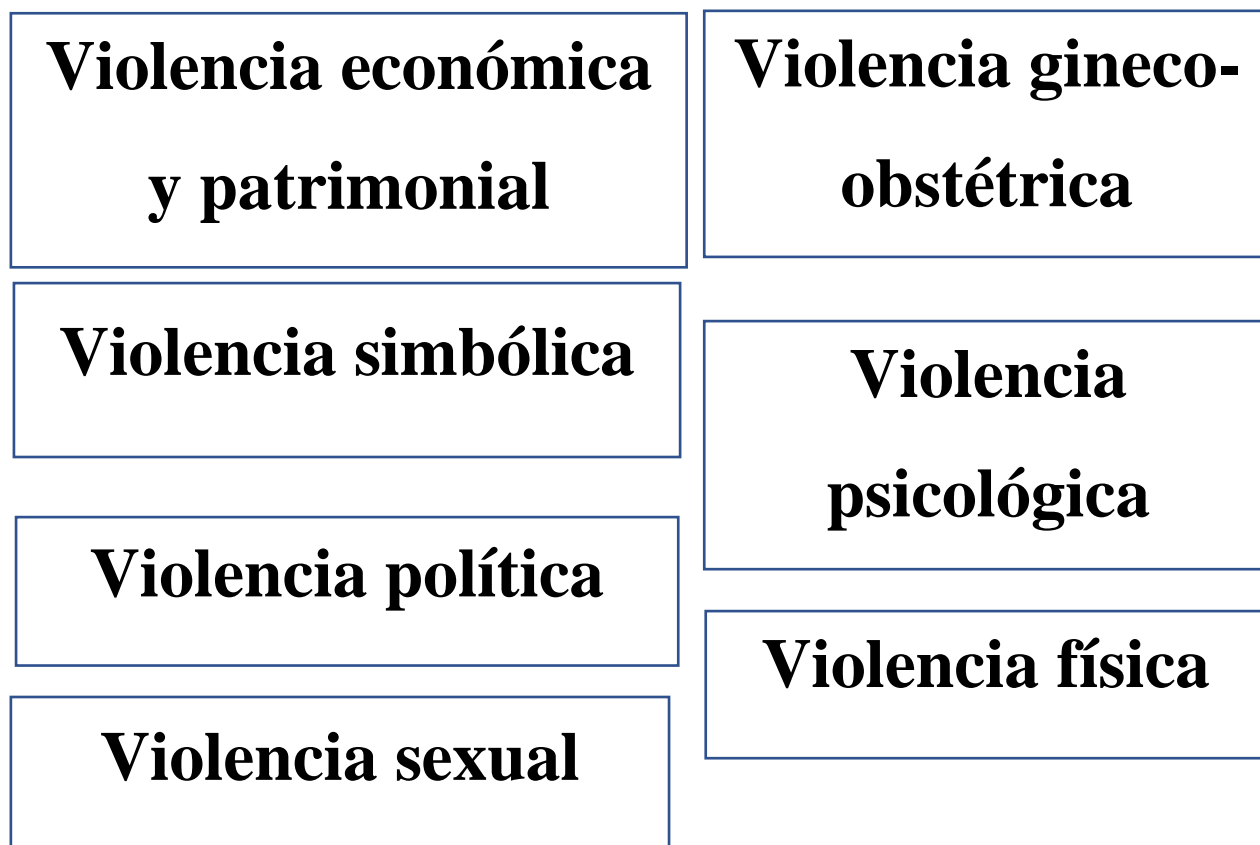 Violencia económica
y patrimonial
Violencia gineco-
obstétrica
Violencia simbólica
Violencia
psicológica
Violencia política
Violencia física
Violencia sexual